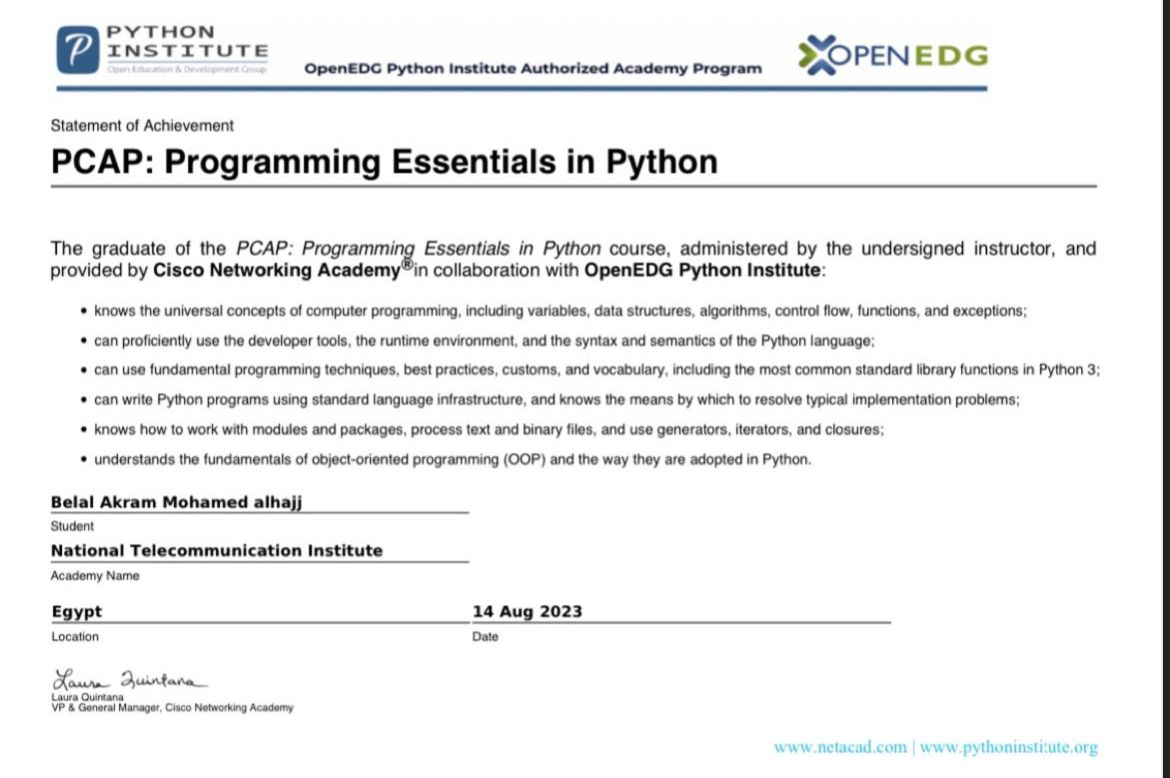 PYTHON
INSTITUTE
Open Education & Development Group
OpenEDG Python Institute Authorized Academy Program
OPENEDG
Statement of Achievement
PCAP: Programming Essentials in Python
The graduate of the PCAP: Programming Essentials in Python course, administered by the undersigned instructor, and
provided by Cisco Networking Academy® in collaboration with OpenEDG Python Institute:
• knows the universal concepts of computer programming, including variables, data structures, algorithms, control flow, functions, and exceptions;
• can proficiently use the developer tools, the runtime environment, and the syntax and semantics of the Python language;
• can use fundamental programming techniques, best practices, customs, and vocabulary, including the most common standard library functions in Python 3;
• can write Python programs using standard language infrastructure, and knows the means by which to resolve typical implementation problems;
• knows how to work with modules and packages, process text and binary files, and use generators, iterators, and closures;
• understands the fundamentals of object-oriented programming (OOP) and the way they are adopted in Python.
Belal Akram Mohamed alhajj
Student
National Telecommunication Institute
Academy Name
Egypt
14 Aug 2023
Location
Date
Laura Quintana
Laura Quintana
VP & General Manager, Cisco Networking Academy
www.netacad.com | www.pythoninstitute.org